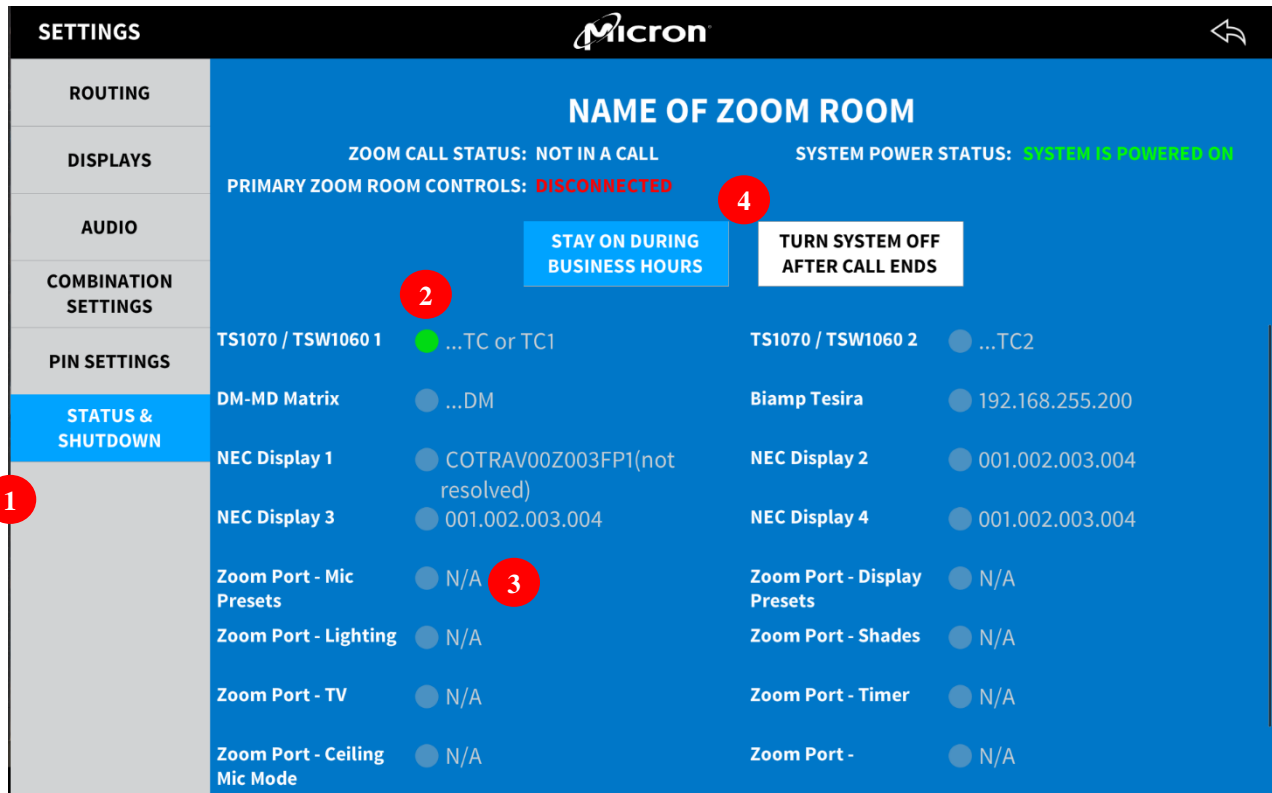 SETTINGS
Micron
ROUTING
DISPLAYS
AUDIO
COMBINATION
SETTINGS
PIN SETTINGS
STATUS &
SHUTDOWN
1
NAME OF ZOOM ROOM
ZOOM CALL STATUS: NOT IN A CALL
SYSTEM POWER STATUS: SYSTEM IS POWERED ON
PRIMARY ZOOM ROOM CONTROLS: DISCONNECTED
4
STAY ON DURING
BUSINESS HOURS
TURN SYSTEM OFF
AFTER CALL ENDS
2
TS1070 / TSW1060 1 ...TC or TC1
TS1070 / TSW1060 2 ...TC2
DM-MD Matrix ...DM
Biamp Tesira 192.168.255.200
NEC Display 1 COTRAV00Z003FP1(not
resolved)
NEC Display 2 001.002.003.004
NEC Display 3 001.002.003.004
NEC Display 4 001.002.003.004
Zoom Port - Mic N/A
Presets
3
Zoom Port - Display N/A
Presets
Zoom Port - Lighting N/A
Zoom Port - Shades N/A
Zoom Port - TV N/A
Zoom Port - Timer N/A
Zoom Port - Ceiling N/A
Mic Mode
Zoom Port - N/A